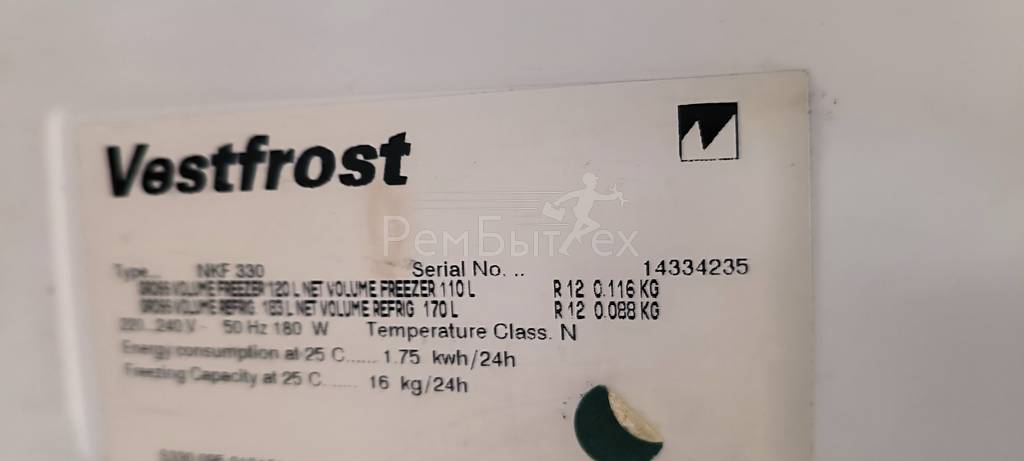 Vestfrost
РемБытТех
Type... NKF 330 Serial No. .. 14334235
GROSS VOLUME FREEZER 120 L NET VOLUME FREEZER 110 L R 12 0.116 KG
GROSS VOLUME REFRIG 183 L NET VOLUME REFRIG 170 L R 12 0.088 KG
220...240 V - 50 Hz 180 W Temperature Class. N
Energy consumption at 25 C...... 1.75 kwh/24h
Freezing Capacity at 25 C....... 16 kg/24h